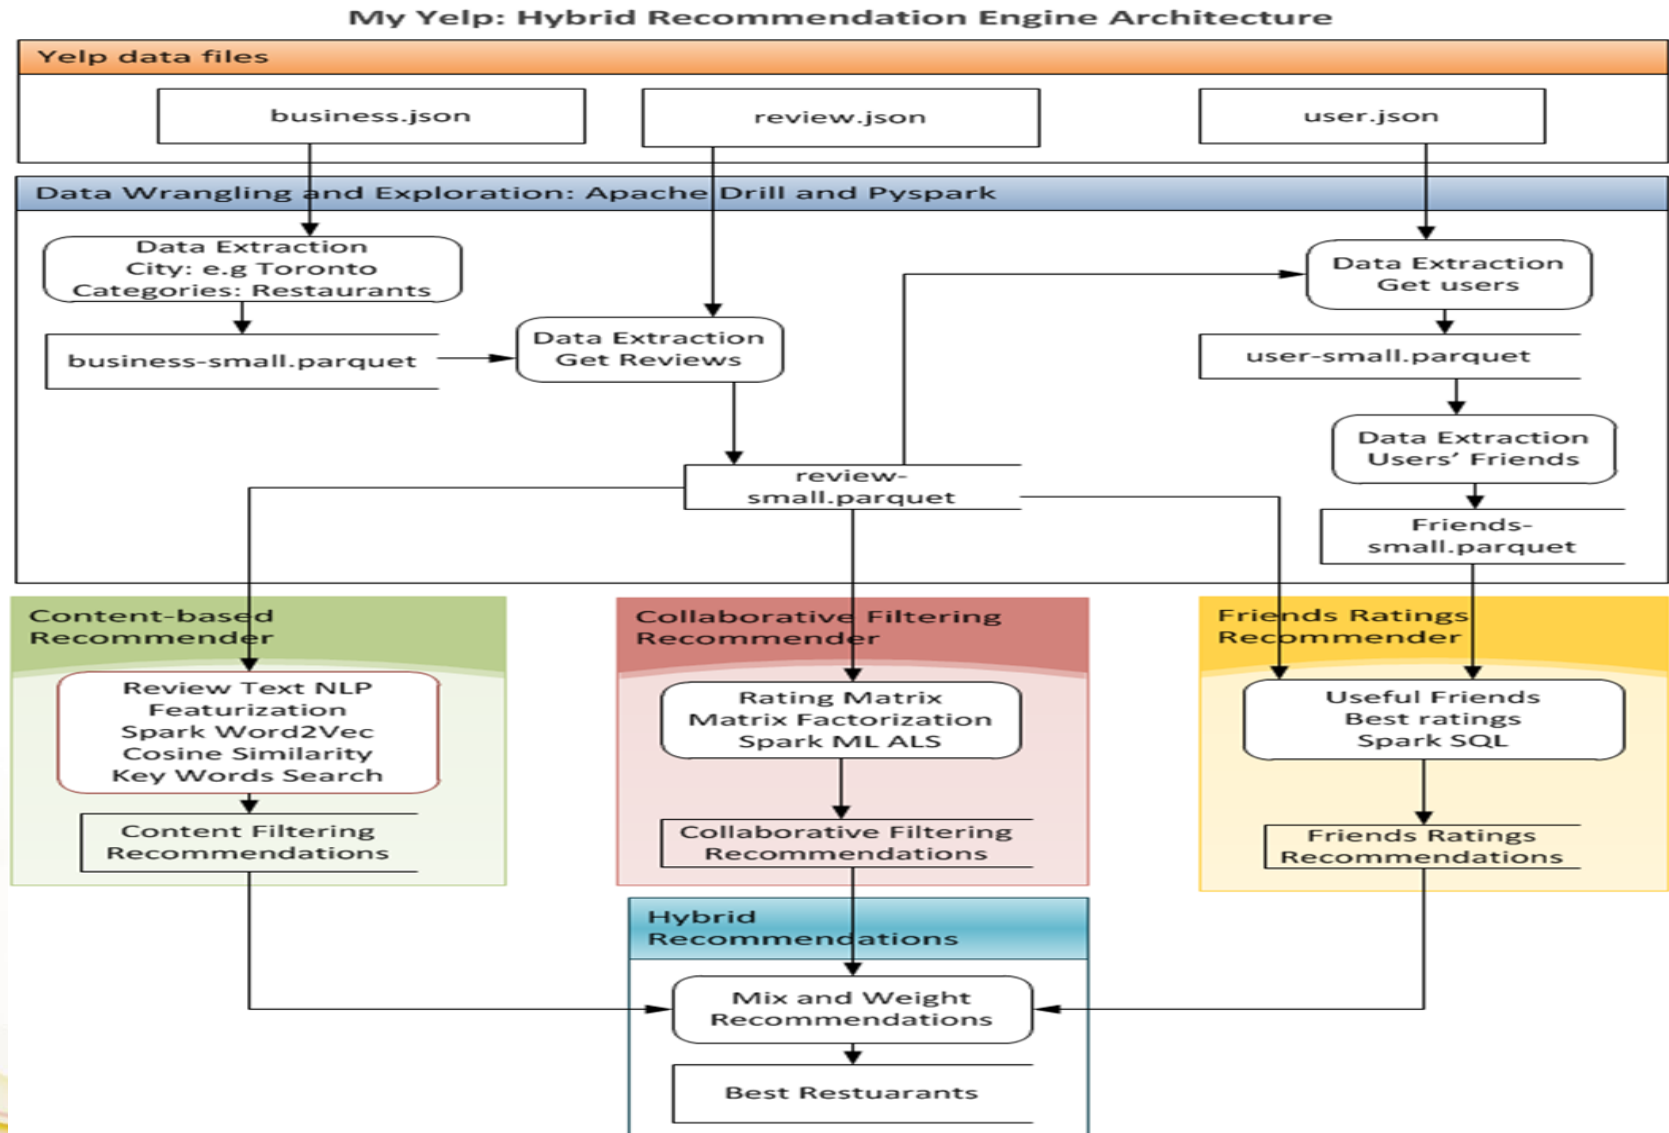 My Yelp: Hybrid Recommendation Engine Architecture
Yelp data files
business.json
review.json
user.json
Data Wrangling and Exploration: Apache Drill and Pyspark
Data Extraction
City: e.g Toronto
Categories: Restaurants
business-small.parquet
Data Extraction
Get Reviews
review-
small.parquet
Data Extraction
Get users
user-small.parquet
Data Extraction
Users’ Friends
Friends-
small.parquet
Content-based
Recommender
Review Text NLP
Featurization
Spark Word2Vec
Cosine Similarity
Key Words Search
Content Filtering
Recommendations
Collaborative Filtering
Recommender
Rating Matrix
Matrix Factorization
Spark ML ALS
Collaborative Filtering
Recommendations
Friends Ratings
Recommender
Useful Friends
Best ratings
Spark SQL
Friends Ratings
Recommendations
Hybrid
Recommendations
Mix and Weight
Recommendations
Best Restuarants